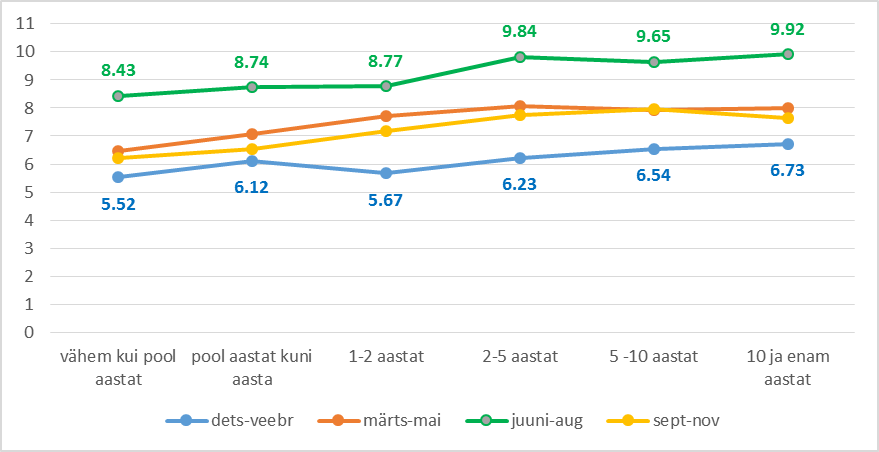 11
10
9
8
7
6
5
4
3
2
1
0
8.43
8.74
8.77
9.84
9.65
9.92
5.52
6.12
5.67
6.23
6.54
6.73
vähem kui pool
aastat
pool aastat kuni
aasta
1-2 aastat
2-5 aastat
5 -10 aastat
10 ja enam
aastat
dets-veebr
märts-mai
juuni-aug
sept-nov